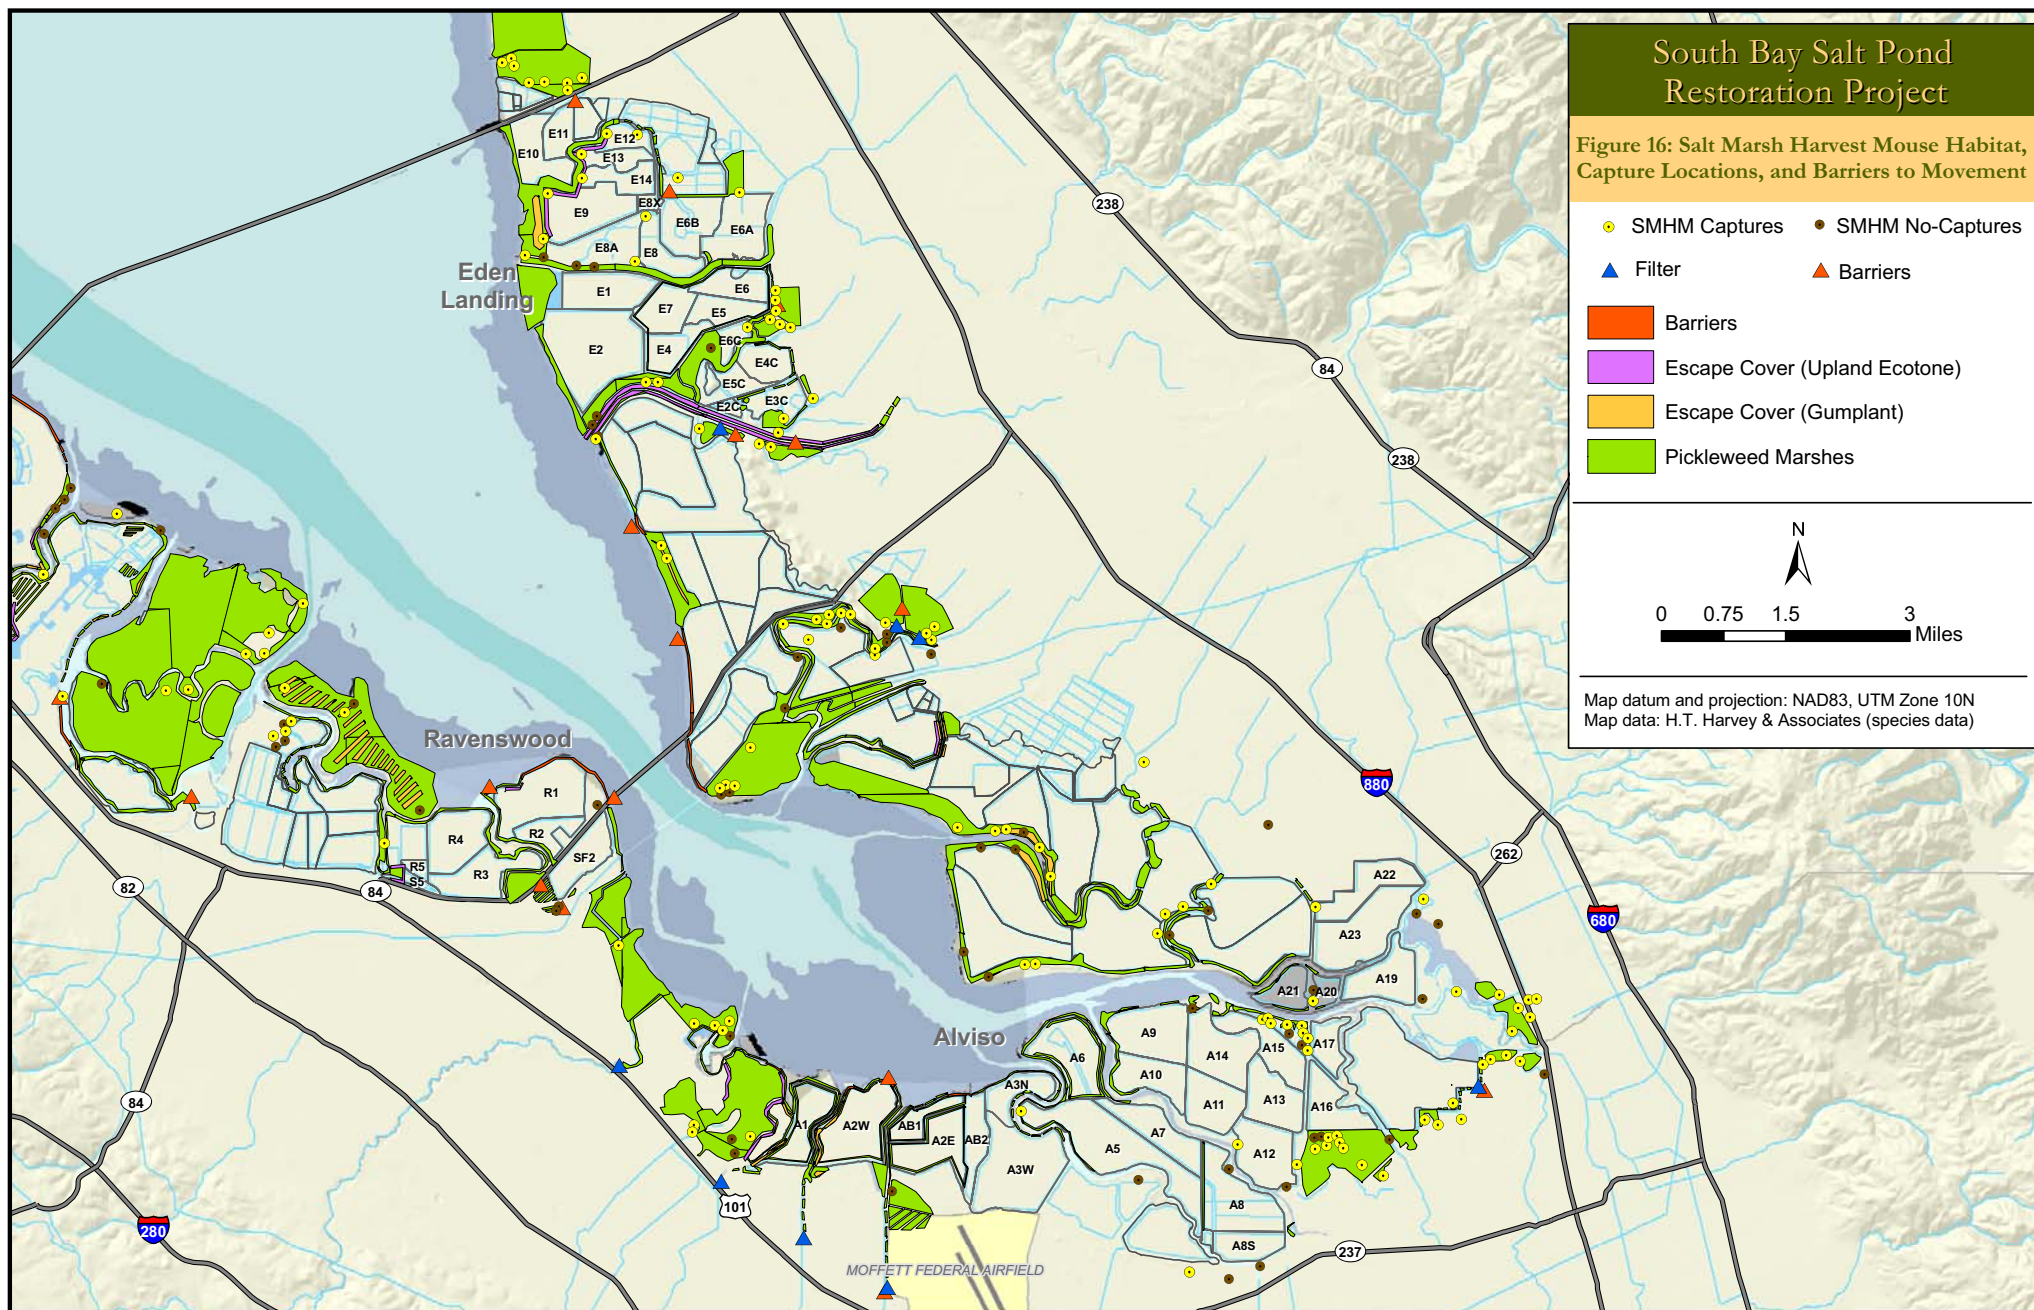 South Bay Salt Pond
Restoration Project
Figure 16: Salt Marsh Harvest Mouse Habitat,
Capture Locations, and Barriers to Movement
SMHM Captures
SMHM No-Captures
Filter
Barriers
Barriers
Escape Cover (Upland Ecotone)
Escape Cover (Gumplant)
Pickleweed Marshes
N
0 0.75 1.5 3
Miles
Map datum and projection: NAD83, UTM Zone 10N
Map data: H.T. Harvey & Associates (species data)
E11
E12
E10
E13
E14
E8X
E9
E6B
E6A
E8A
E8
Eden
Landing
E1
E6
E7
E5
E2
E4
E6C
E4C
E5C
E2C
E3C
238
84
238
Ravenswood
R1
R2
R4
SF2
R5
R3
S5
82
84
880
262
680
A22
A23
A19
A21
A20
Alviso
A9
A6
A14
A15
A17
A3N
A10
A11
A13
A16
A1
A2W
AB1
A2E
AB2
A7
A5
A12
A3W
A8
A8S
84
280
101
237
MOFFETT FEDERAL AIRFIELD